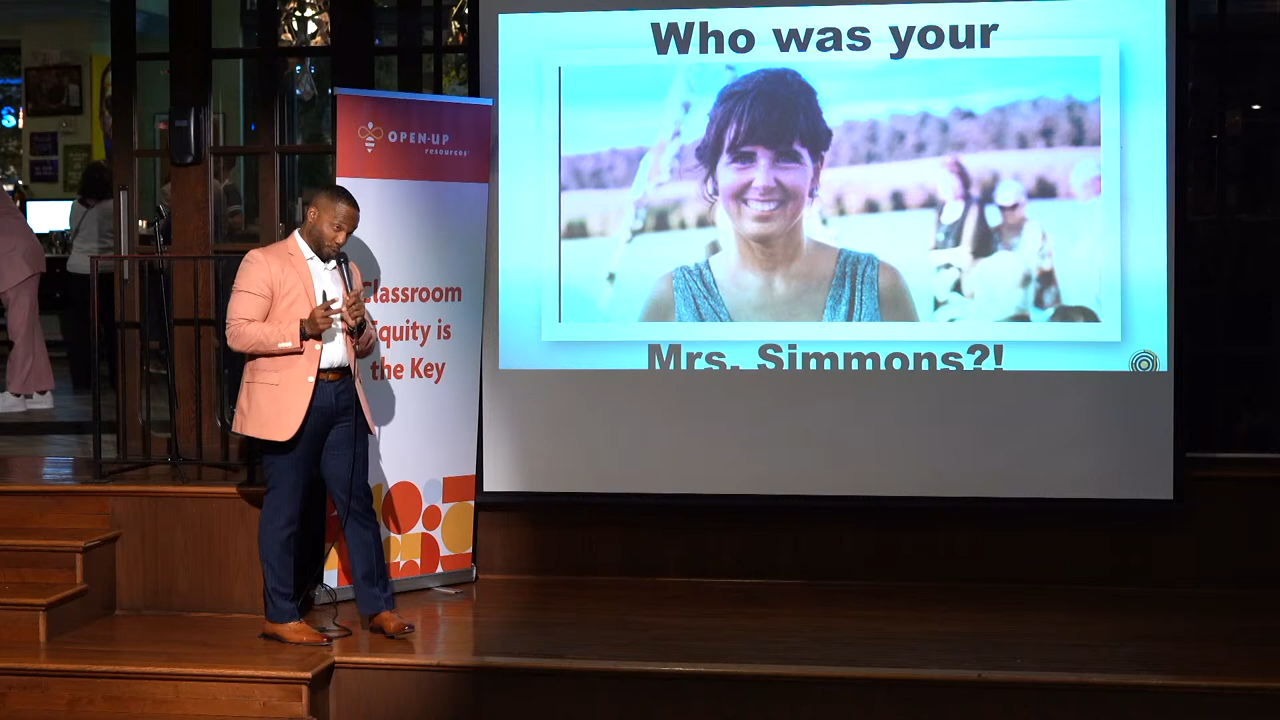 OPEN-UP
resources
Classroom
Equity is
the Key
Who was your
Mrs. Simmons?!